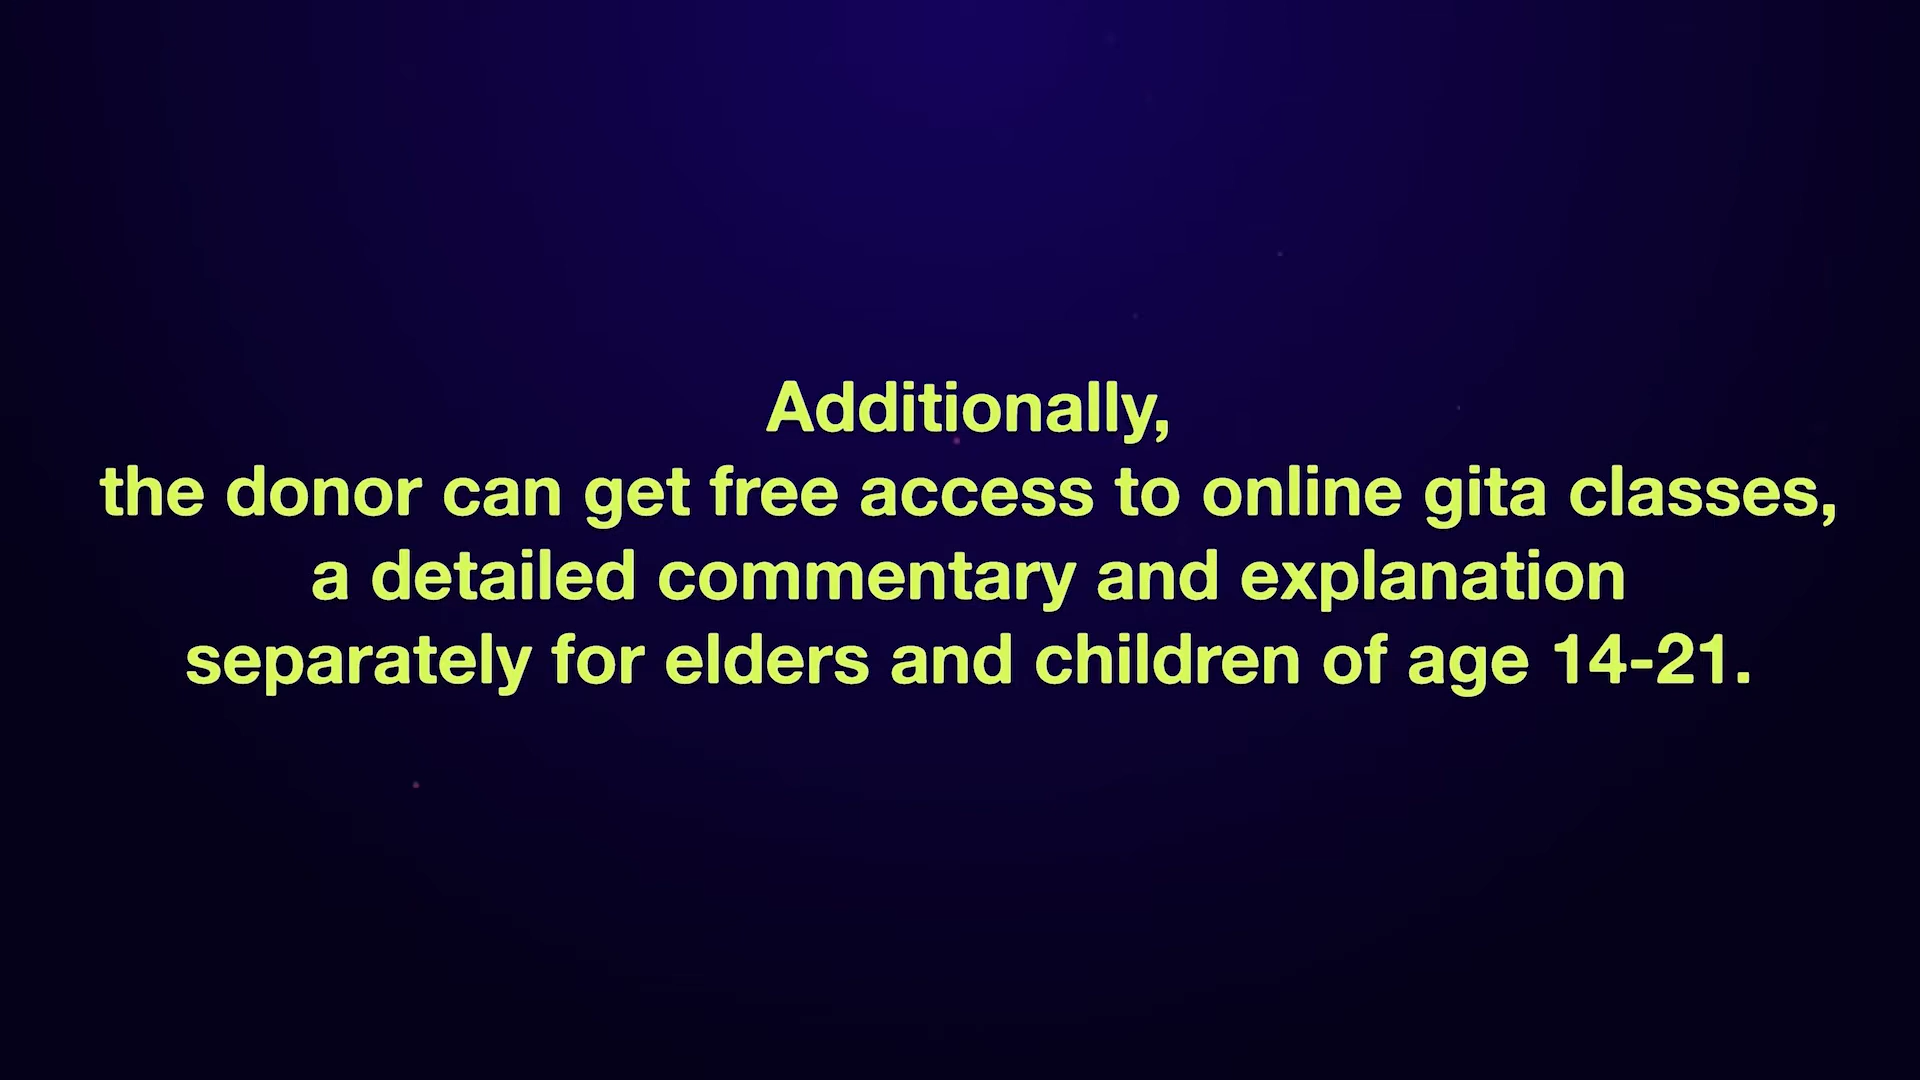 Additionally,
the donor can get free access to online gita classes,
a detailed commentary and explanation
separately for elders and children of age 14-21.